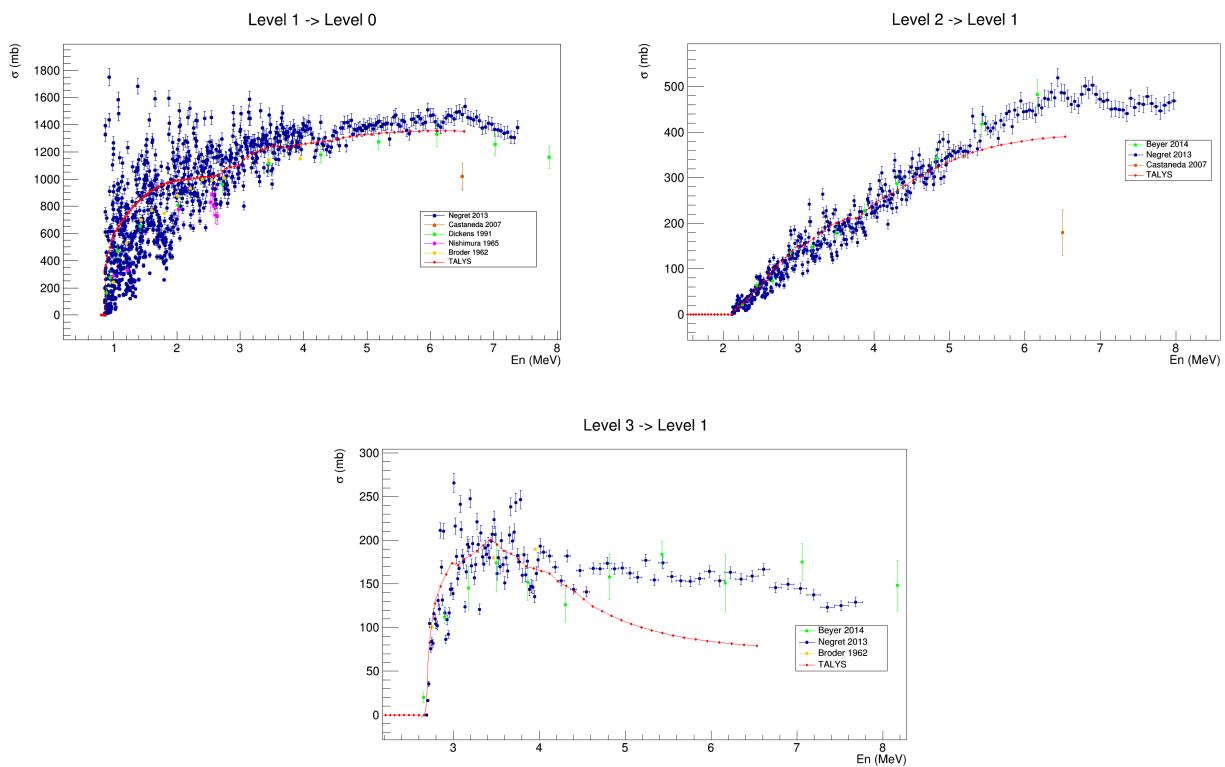 Level 1 -> Level 0
σ (mb)
1800
1600
1400
1200
1000
800
600
400
200
0
1 2 3 4 5 6 7 8
En (MeV)
Negret 2013
Castaneda 2007
Dickens 1991
Nishimura 1965
Broder 1962
TALYS
Level 2 -> Level 1
σ (mb)
500
400
300
200
100
0
2 3 4 5 6 7 8
En (MeV)
Beyer 2014
Negret 2013
Castaneda 2007
TALYS
Level 3 -> Level 1
σ (mb)
300
250
200
150
100
50
0
3 4 5 6 7 8
En (MeV)
Beyer 2014
Negret 2013
Broder 1962
TALYS